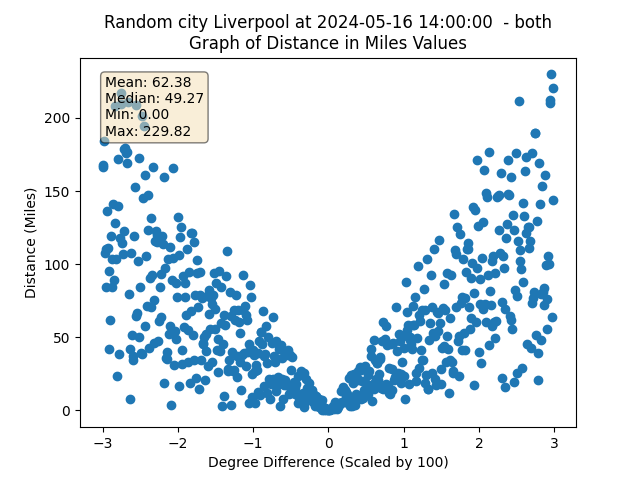 Random city Liverpool at 2024-05-16 14:00:00  - both
Graph of Distance in Miles Values
Mean: 62.38
Median: 49.27
Min: 0.00
Max: 229.82
Distance (Miles)
200
150
100
50
0
−3
−2
−1
0
1
2
3
Degree Difference (Scaled by 100)